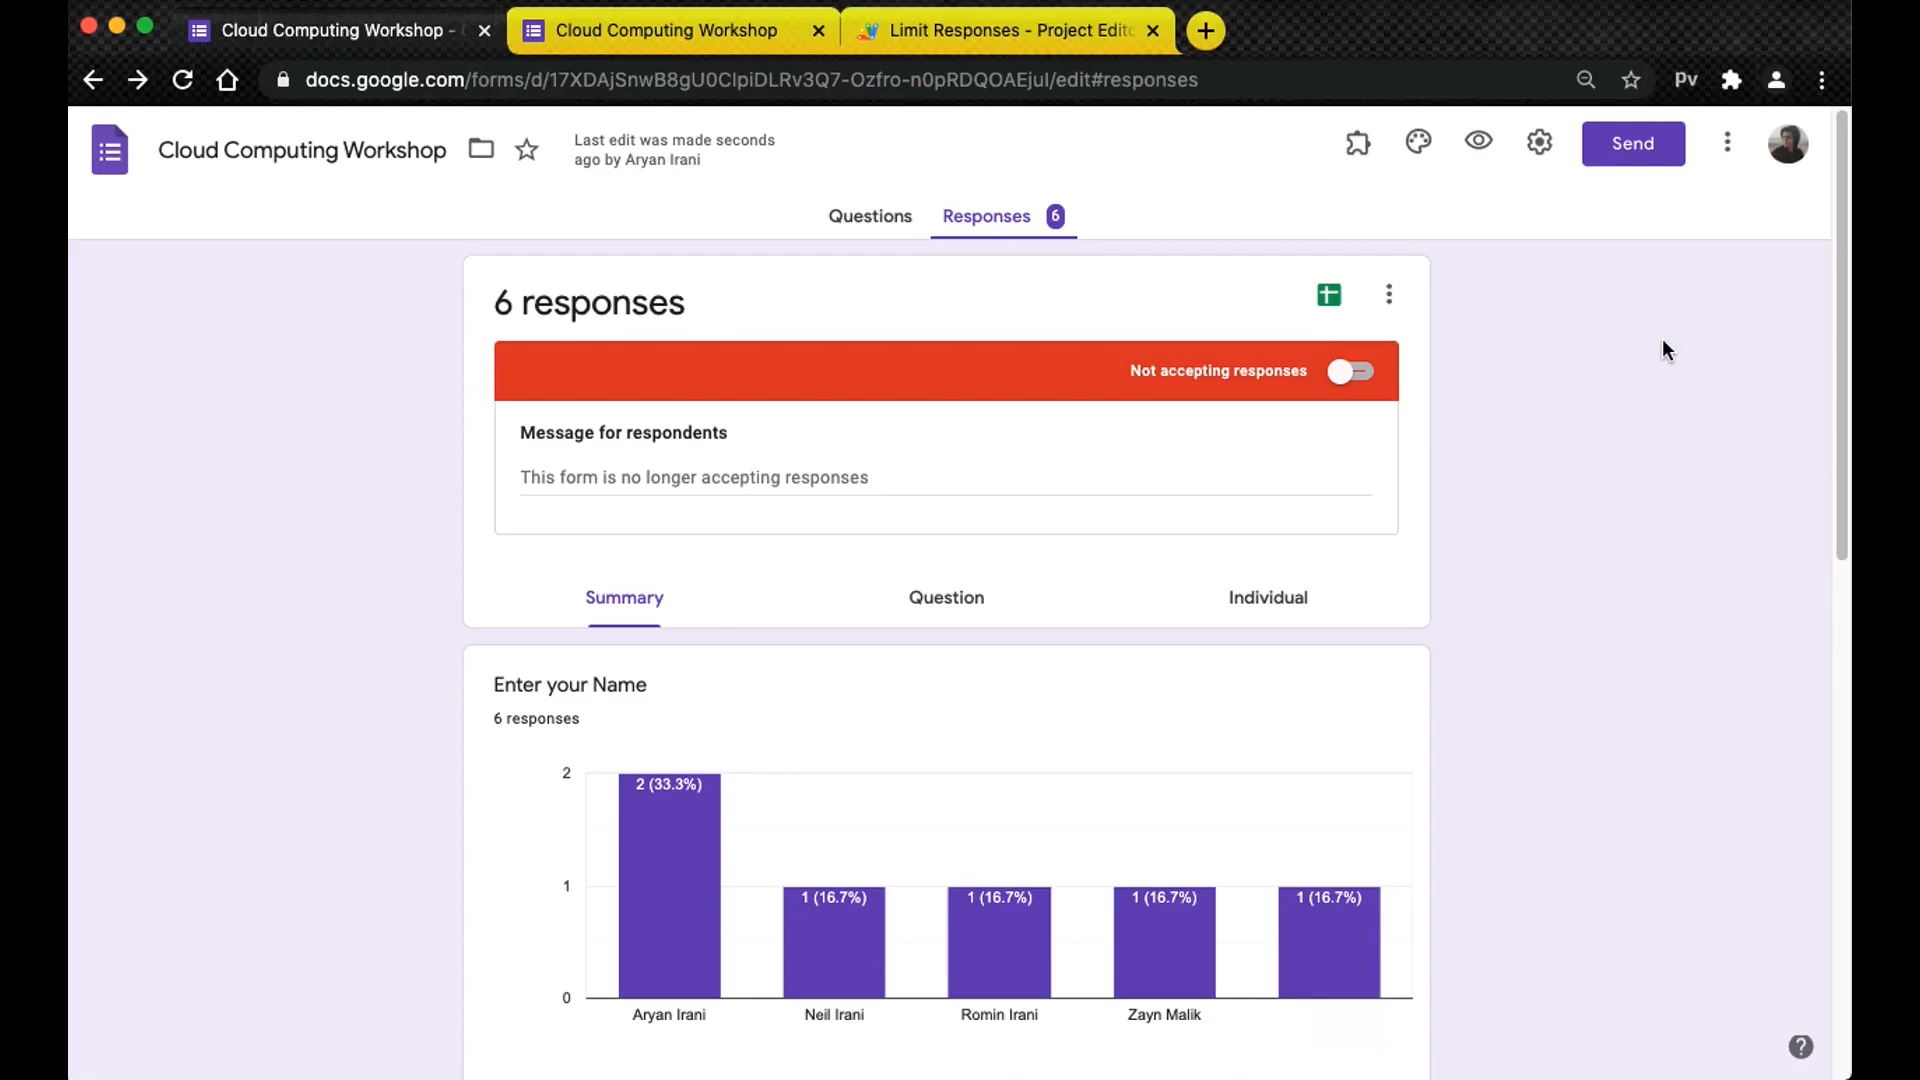 Cloud Computing Workshop -
Cloud Computing Workshop
Limit Responses - Project Edito
docs.google.com/forms/d/17XDAjSnwB8gU0ClpiDLRv3Q7-Ozfro-n0pRDQOAEjuI/edit#responses
Pv
Cloud Computing Workshop
Last edit was made seconds
ago by Aryan Irani
Send
Questions
Responses 6
6 responses
Not accepting responses
Message for respondents
This form is no longer accepting responses
Summary
Question
Individual
Enter your Name
6 responses
2
2 (33.3%)
1
1 (16.7%)
1 (16.7%)
1 (16.7%)
1 (16.7%)
0
Aryan Irani
Neil Irani
Romin Irani
Zayn Malik
?